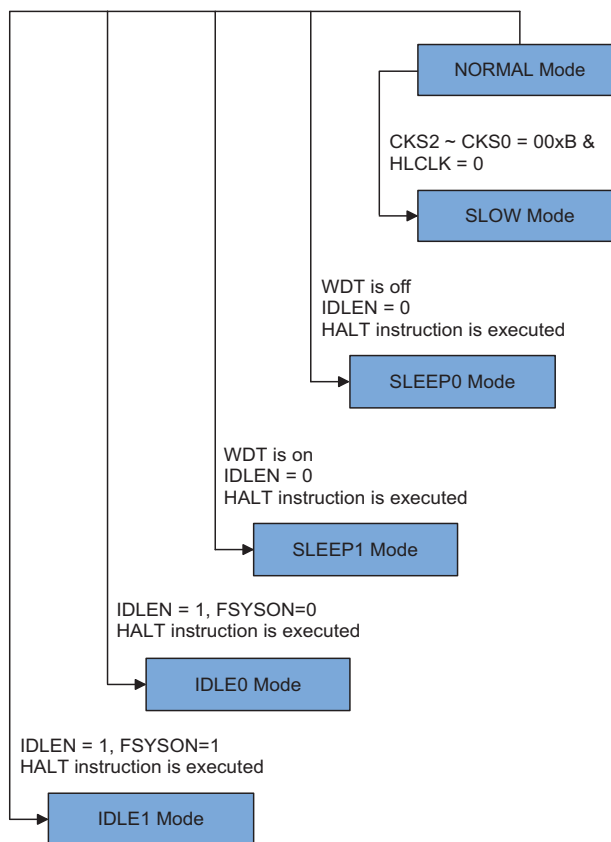 NORMAL Mode
CKS2 ~ CKS0 = 00xB &
HLCLK = 0
SLOW Mode
WDT is off
IDLEN = 0
HALT instruction is executed
SLEEP0 Mode
WDT is on
IDLEN = 0
HALT instruction is executed
SLEEP1 Mode
IDLEN = 1, FSYSON=0
HALT instruction is executed
IDLE0 Mode
IDLEN = 1, FSYSON=1
HALT instruction is executed
IDLE1 Mode